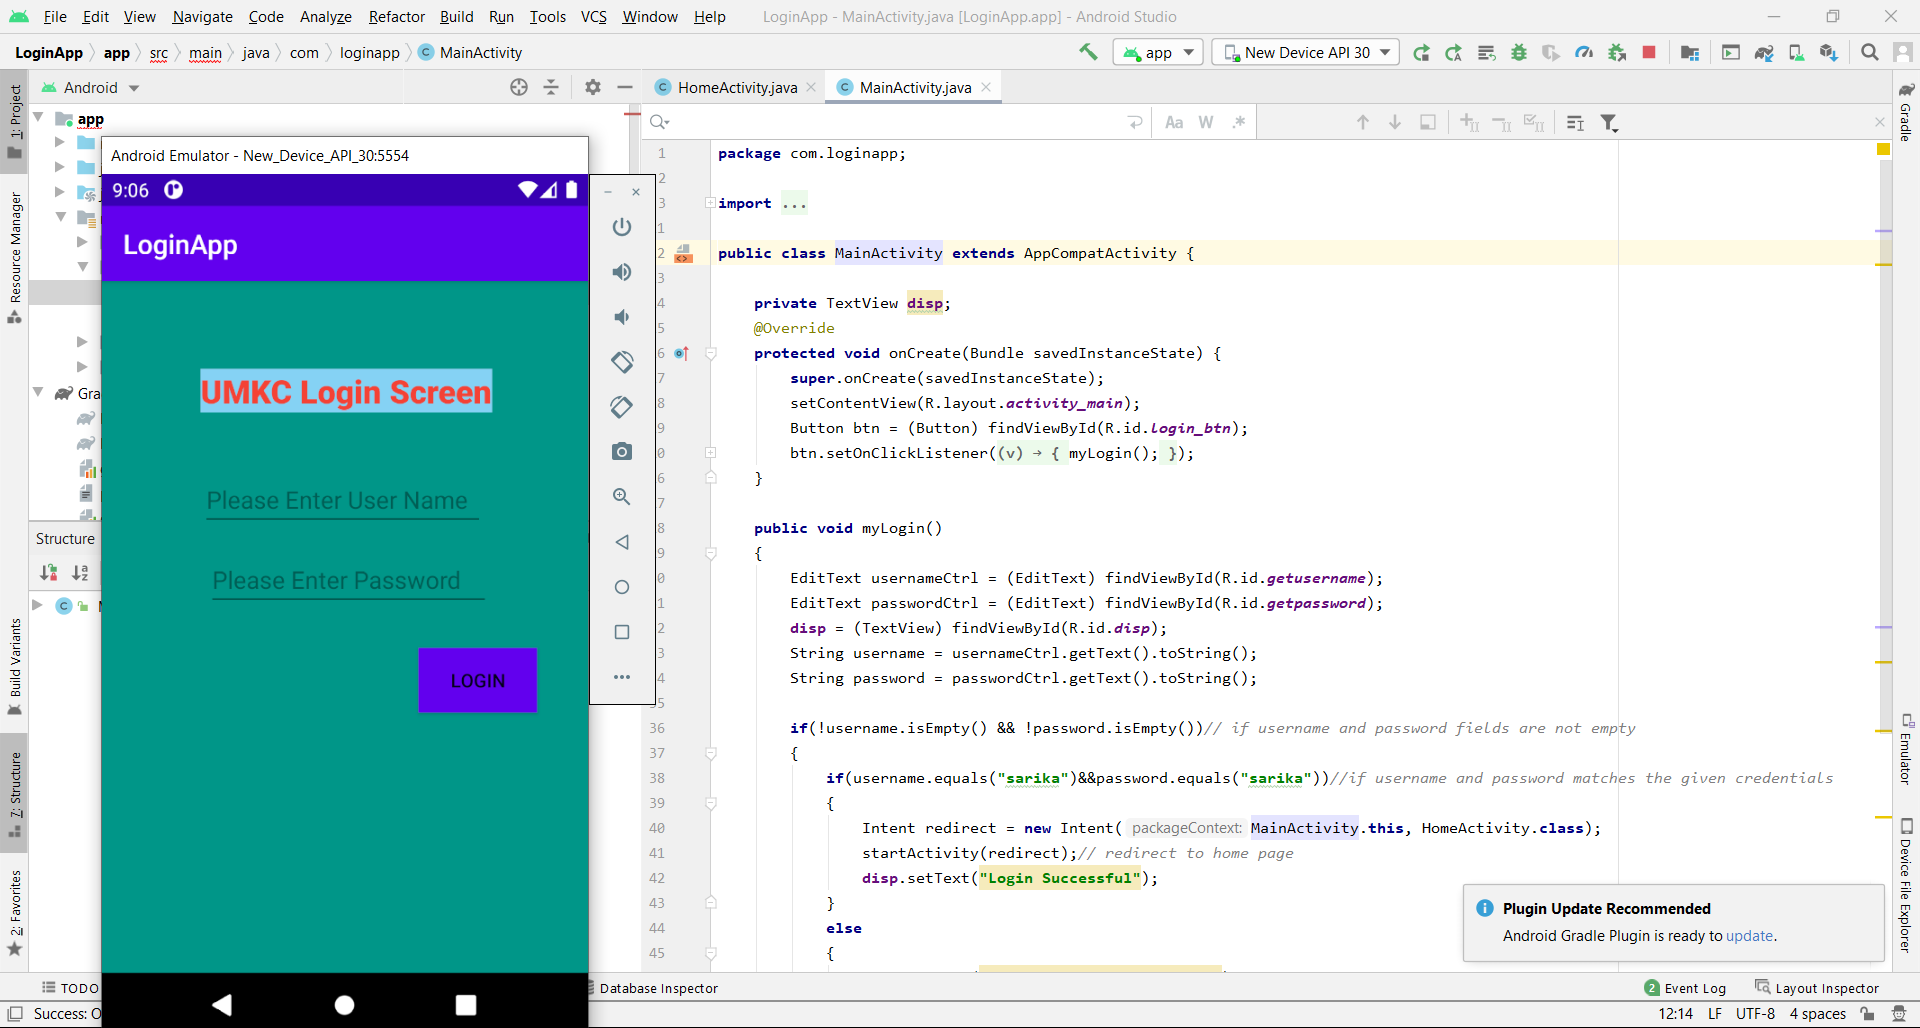 File Edit View Navigate Code Analyze Refactor Build Run Tools VCS Window Help LoginApp - MainActivity.java [LoginApp.app] - Android Studio
LoginApp app src main java com loginapp MainActivity app New Device API 30
Android
HomeActivity.java MainActivity.java
1: Project
Resource Manager
Build Variants
7: Structure
2: Favorites
app
Gra
Structure
Android Emulator - New_Device_API_30:5554
9:06
LoginApp
UMKC Login Screen
Please Enter User Name
Please Enter Password
LOGIN
Aa W .*
1 package com.loginapp;
2
3 import ...
1
2 public class MainActivity extends AppCompatActivity {
3
4 private TextView disp;
5 @Override
6 protected void onCreate(Bundle savedInstanceState) {
7 super.onCreate(savedInstanceState);
8 setContentView(R.layout.activity_main);
9 Button btn = (Button) findViewById(R.id.login_btn);
0 btn.setOnClickListener((v) → { myLogin(); });
6 }
7
8 public void myLogin()
9 {
0 EditText usernameCtrl = (EditText) findViewById(R.id.getusername);
1 EditText passwordCtrl = (EditText) findViewById(R.id.getpassword);
2 disp = (TextView) findViewById(R.id.disp);
3 String username = usernameCtrl.getText().toString();
4 String password = passwordCtrl.getText().toString();
35
36 if(!username.isEmpty() && !password.isEmpty())// if username and password fields are not empty
37 {
38 if(username.equals("sarika")&&password.equals("sarika"))//if username and password matches the given credentials
39 {
40 Intent redirect = new Intent( packageContext: MainActivity.this, HomeActivity.class);
41 startActivity(redirect);// redirect to home page
42 disp.setText("Login Successful");
43 }
44 else
45 {
Gradle
Emulator
Device File Explorer
Plugin Update Recommended
Android Gradle Plugin is ready to update.
TODO Database Inspector 2 Event Log Layout Inspector
Success: O 12:14 LF UTF-8 4 spaces